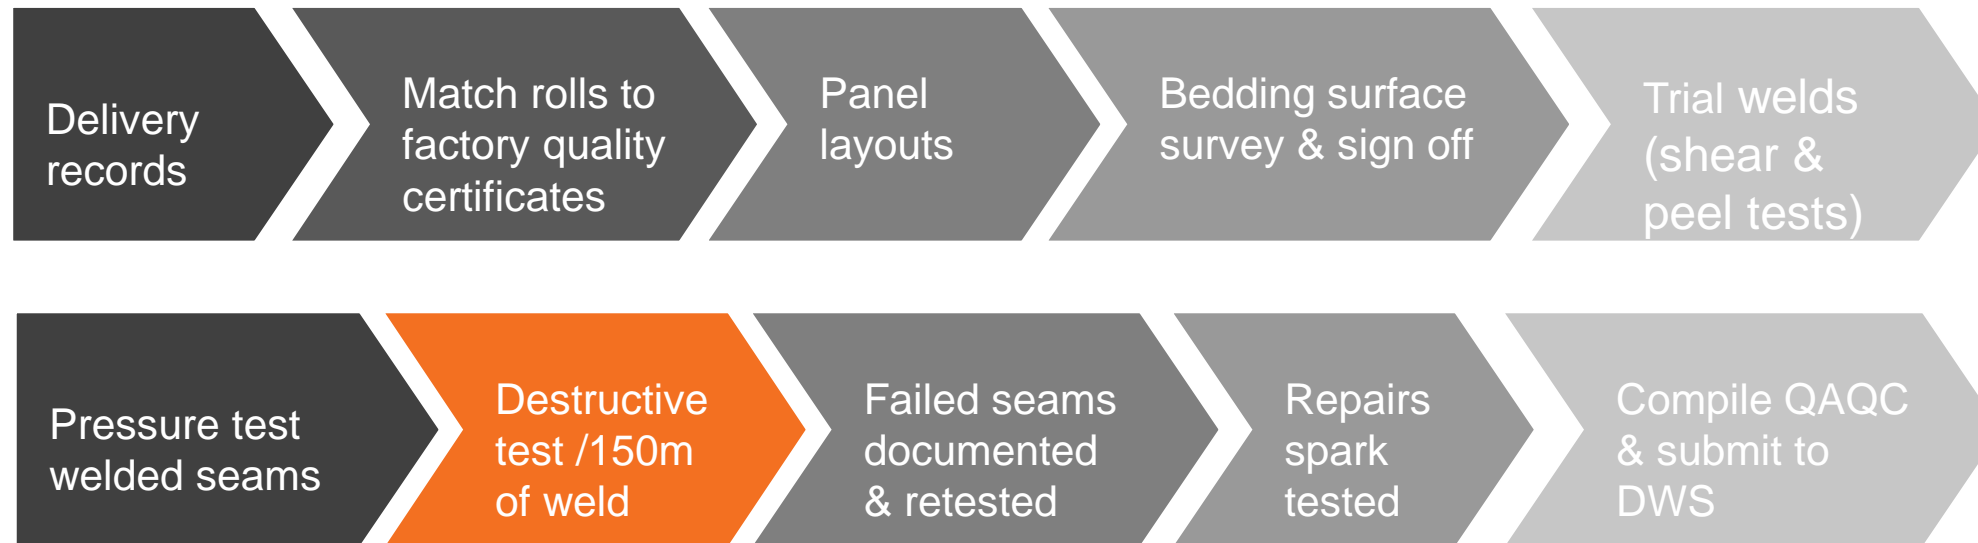 Delivery
records
Match rolls to
factory quality
certificates
Panel
layouts
Bedding surface
survey & sign off
Trial welds
(shear &
peel tests)
Pressure test
welded seams
Destructive
test /150m
of weld
Failed seams
documented
& retested
Repairs
spark
tested
Compile QAQC
& submit to
DWS